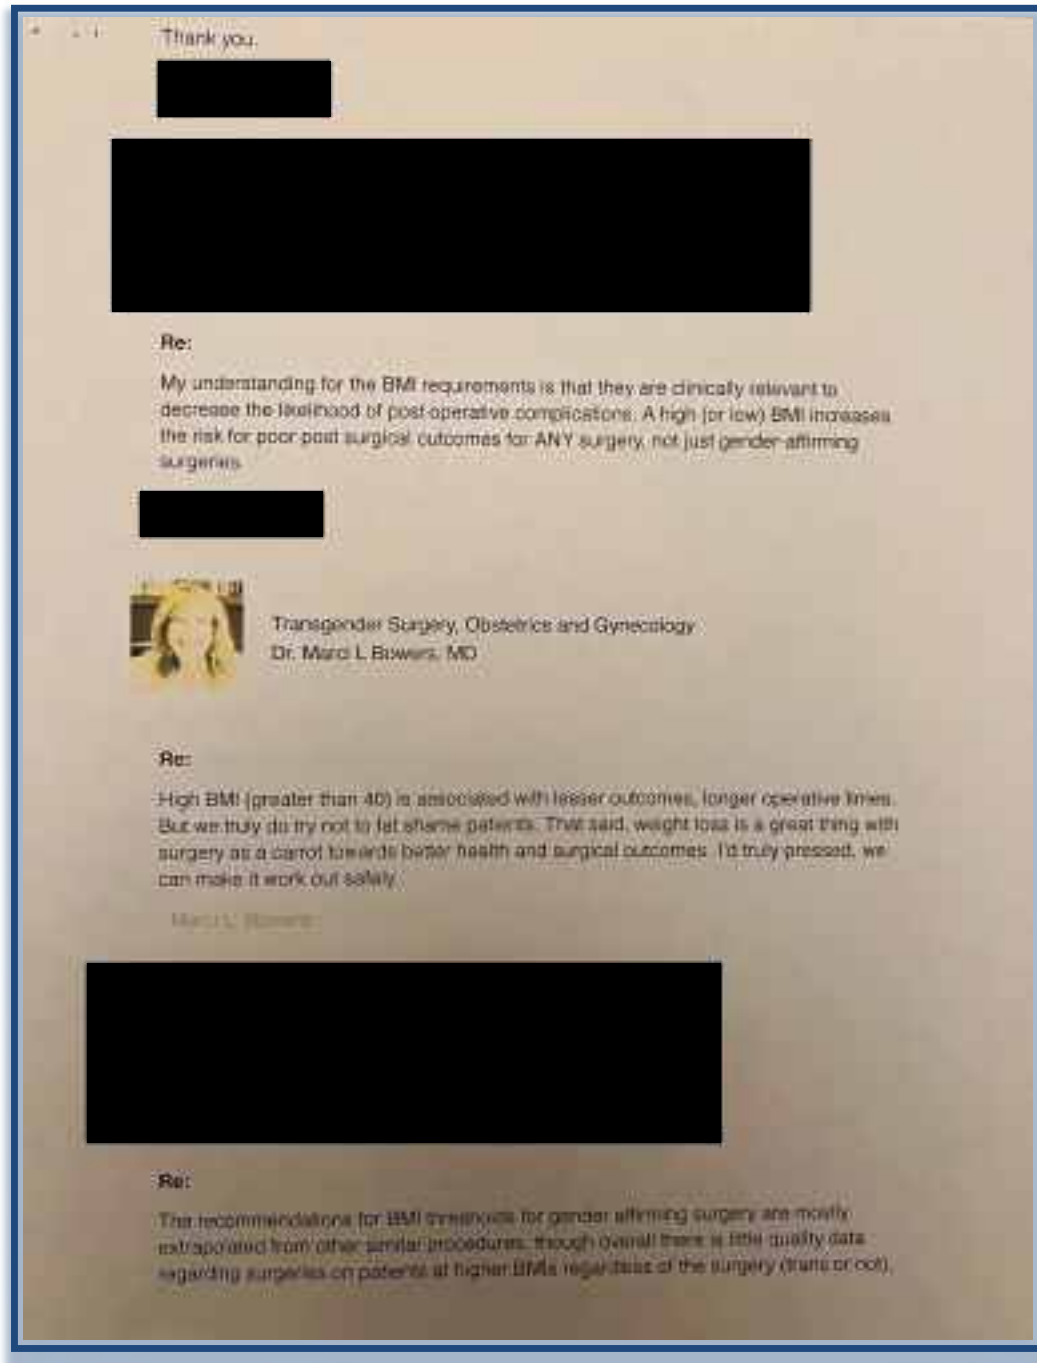 Thank you.
Re:
My understanding for the BMI requirements is that they are clinically relevant to
decrease the likelihood of post-operative complications. A high (or low) BMI increases
the risk for poor post surgical outcomes for ANY surgery, not just gender-affirming
surgeries.
Transgender Surgery, Obstetrics and Gynecology
Dr. Marci L Bowers, MD
Re:
High BMI (greater than 40) is associated with lesser outcomes, longer operative times.
But we truly do try not to fat shame patients. That said, weight loss is a great thing with
surgery as a carrot towards better health and surgical outcomes. I'd truly pressed, we
can make it work out safely.
Marci L Bowers
Re:
The recommendations for BMI thresholds for gender affirming surgery are mostly
extrapolated from other similar procedures, though overall there is little quality data
regarding surgeries on patients at higher BMIs regardless of the surgery (trans or not),